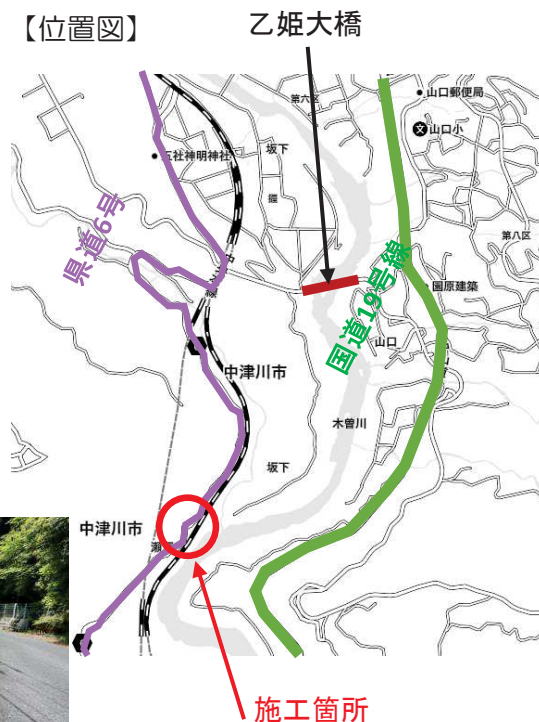 【位置図】
乙姫大橋
第六区
山口郵便局
文
山口小
坂下
五社神明神社
第八区
県道6号
国道19号線
園原建築
山口
中津川市
木曽川
坂下
中津川市
施工箇所